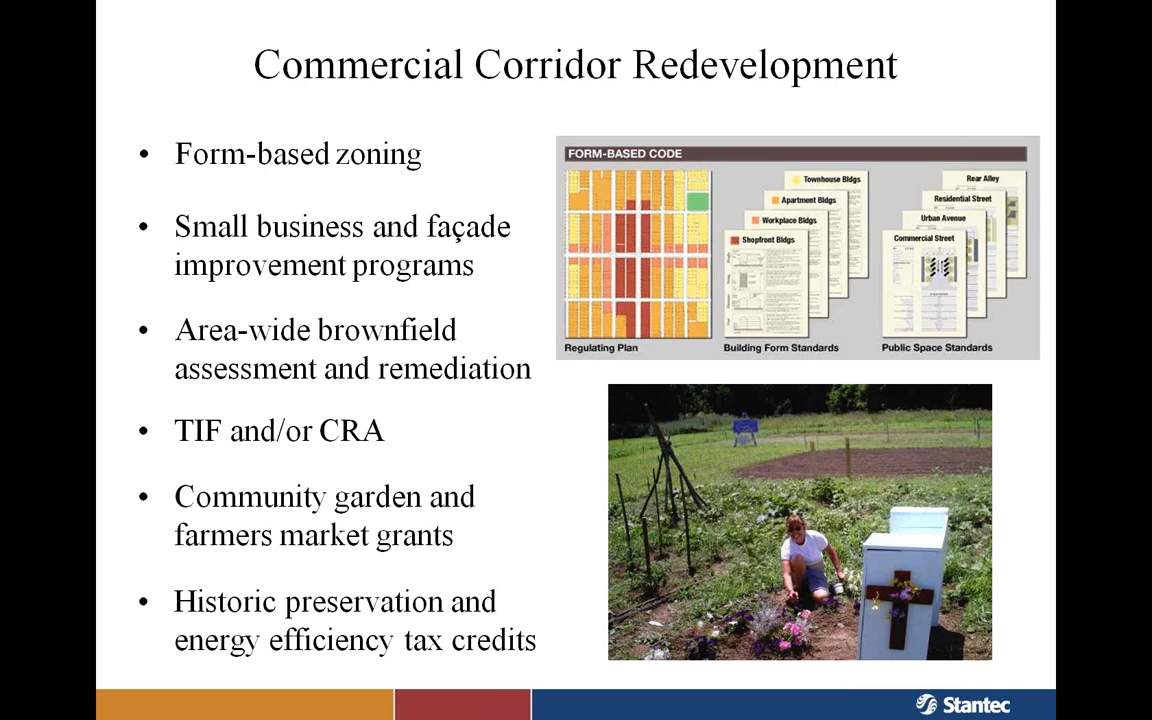 Commercial Corridor Redevelopment
• Form-based zoning
• Small business and façade
improvement programs
• Area-wide brownfield
assessment and remediation
• TIF and/or CRA
• Community garden and
farmers market grants
• Historic preservation and
energy efficiency tax credits
FORM-BASED CODE
Townhouse Bldgs
Apartment Bldgs
Workplace Bldgs
Shopfront Bldgs
Rear Alley
Residential Street
Urban Avenue
Commercial Street
Regulating Plan
Building Form Standards
Public Space Standards
Stantec